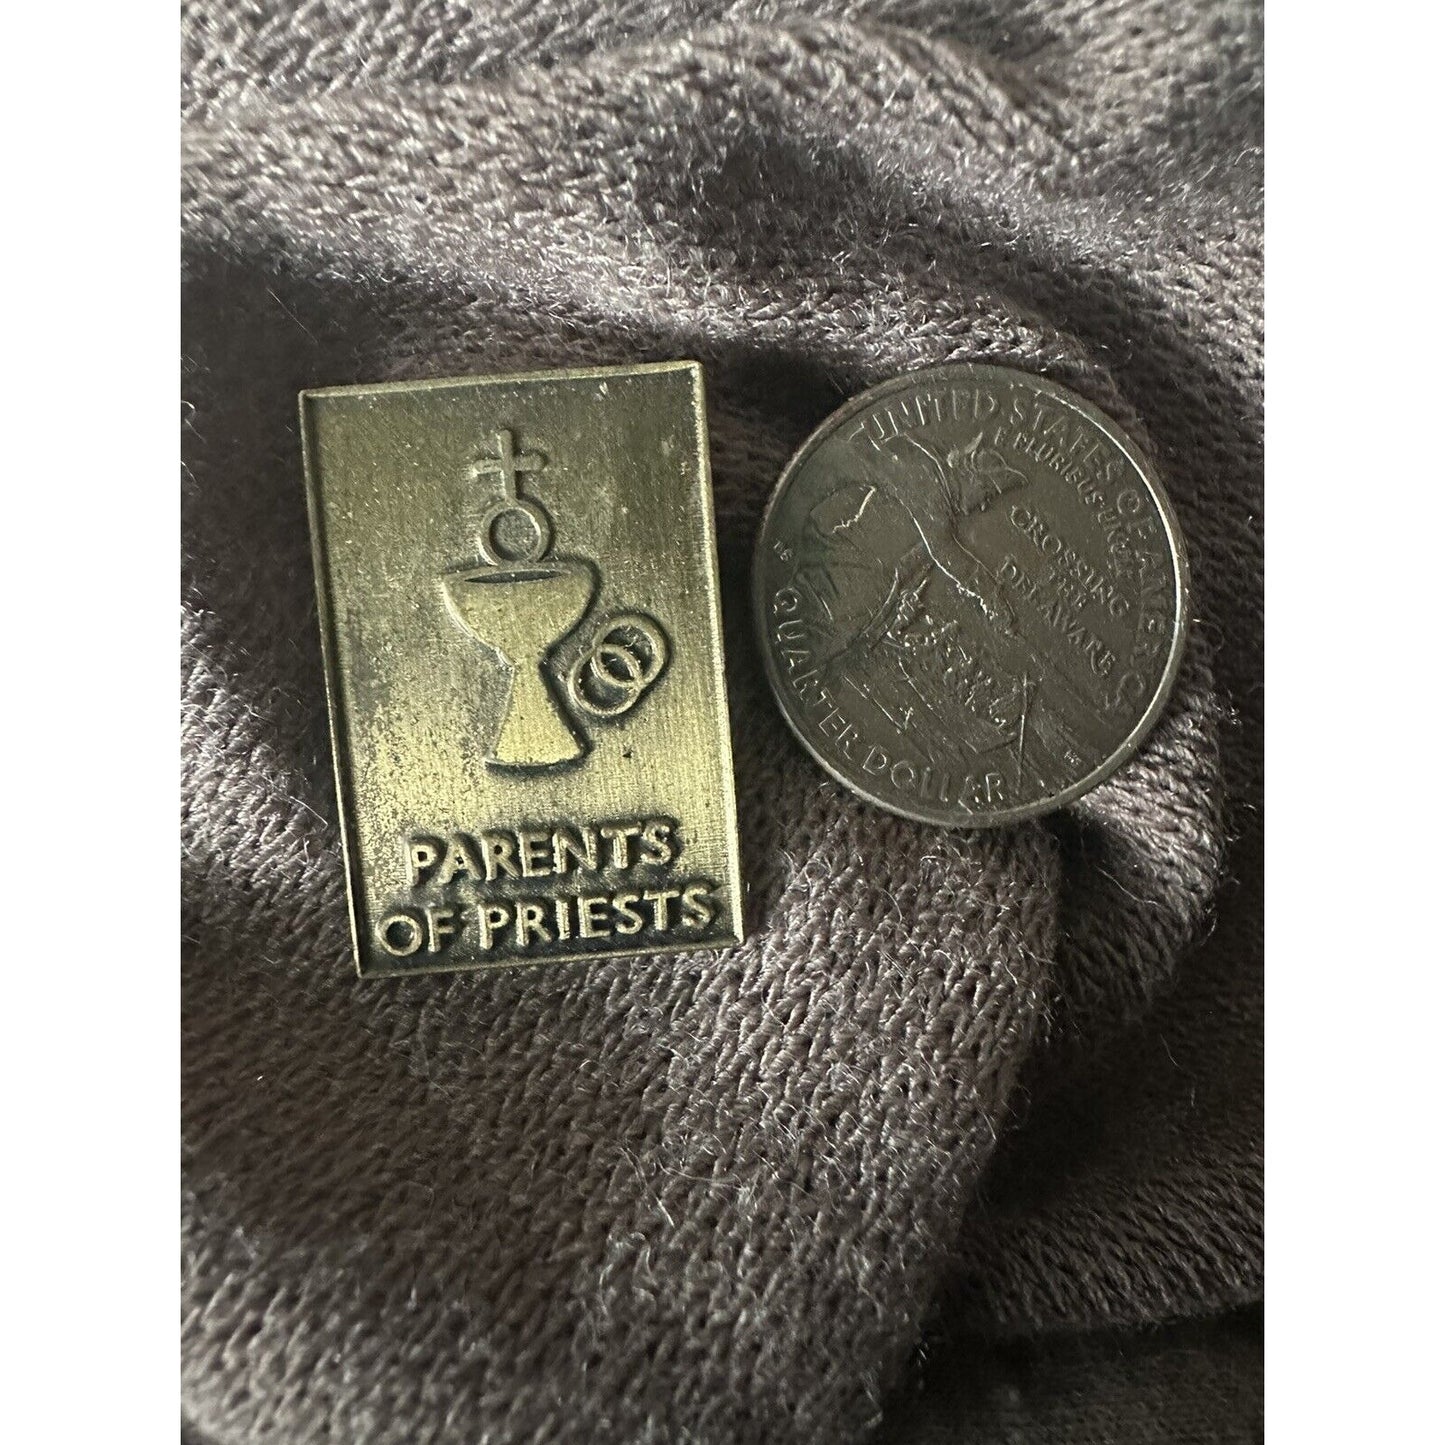 PARENTS
OF PRIESTS
UNITED STATES OF AMERICA
E PLURIBUS UNUM
CROSSING
THE
DELAWARE
QUARTER DOLLAR